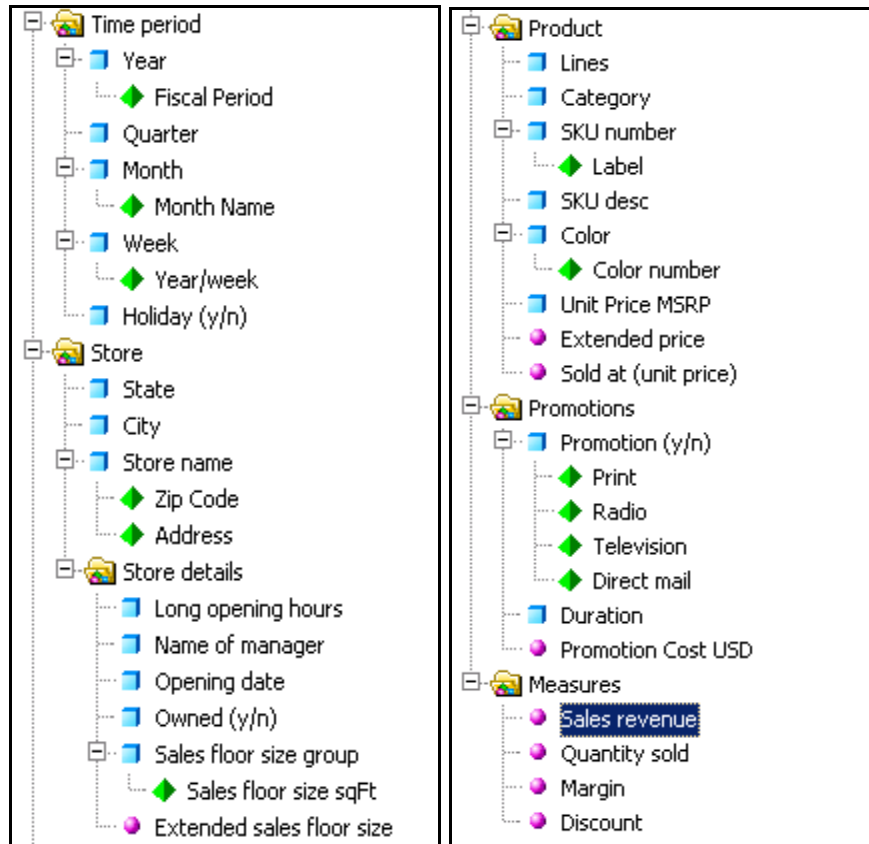 Time period
Year
Fiscal Period
Quarter
Month
Month Name
Week
Year/week
Holiday (y/n)
Store
State
City
Store name
Zip Code
Address
Store details
Long opening hours
Name of manager
Opening date
Owned (y/n)
Sales floor size group
Sales floor size sqFt
Extended sales floor size
Product
Lines
Category
SKU number
Label
SKU desc
Color
Color number
Unit Price MSRP
Extended price
Sold at (unit price)
Promotions
Promotion (y/n)
Print
Radio
Television
Direct mail
Duration
Promotion Cost USD
Measures
Sales revenue
Quantity sold
Margin
Discount